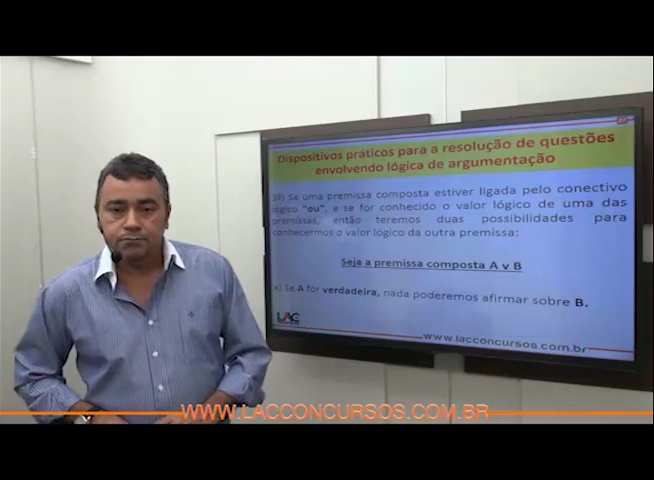 Dispositivos práticos para a resolução de questões
envolvendo lógica de argumentação
Se uma premissa composta estiver ligada pelo conectivo
lógico "ou", e se for conhecido o valor lógico de uma das
premissas, então teremos duas possibilidades para
conhecermos o valor lógico da outra premissa:
Seja a premissa composta A v B
a) Se A for verdadeira, nada poderemos afirmar sobre B.
LAC
www.lacconcursos.com.br
WWW.LACCONCURSOS.COM.BR